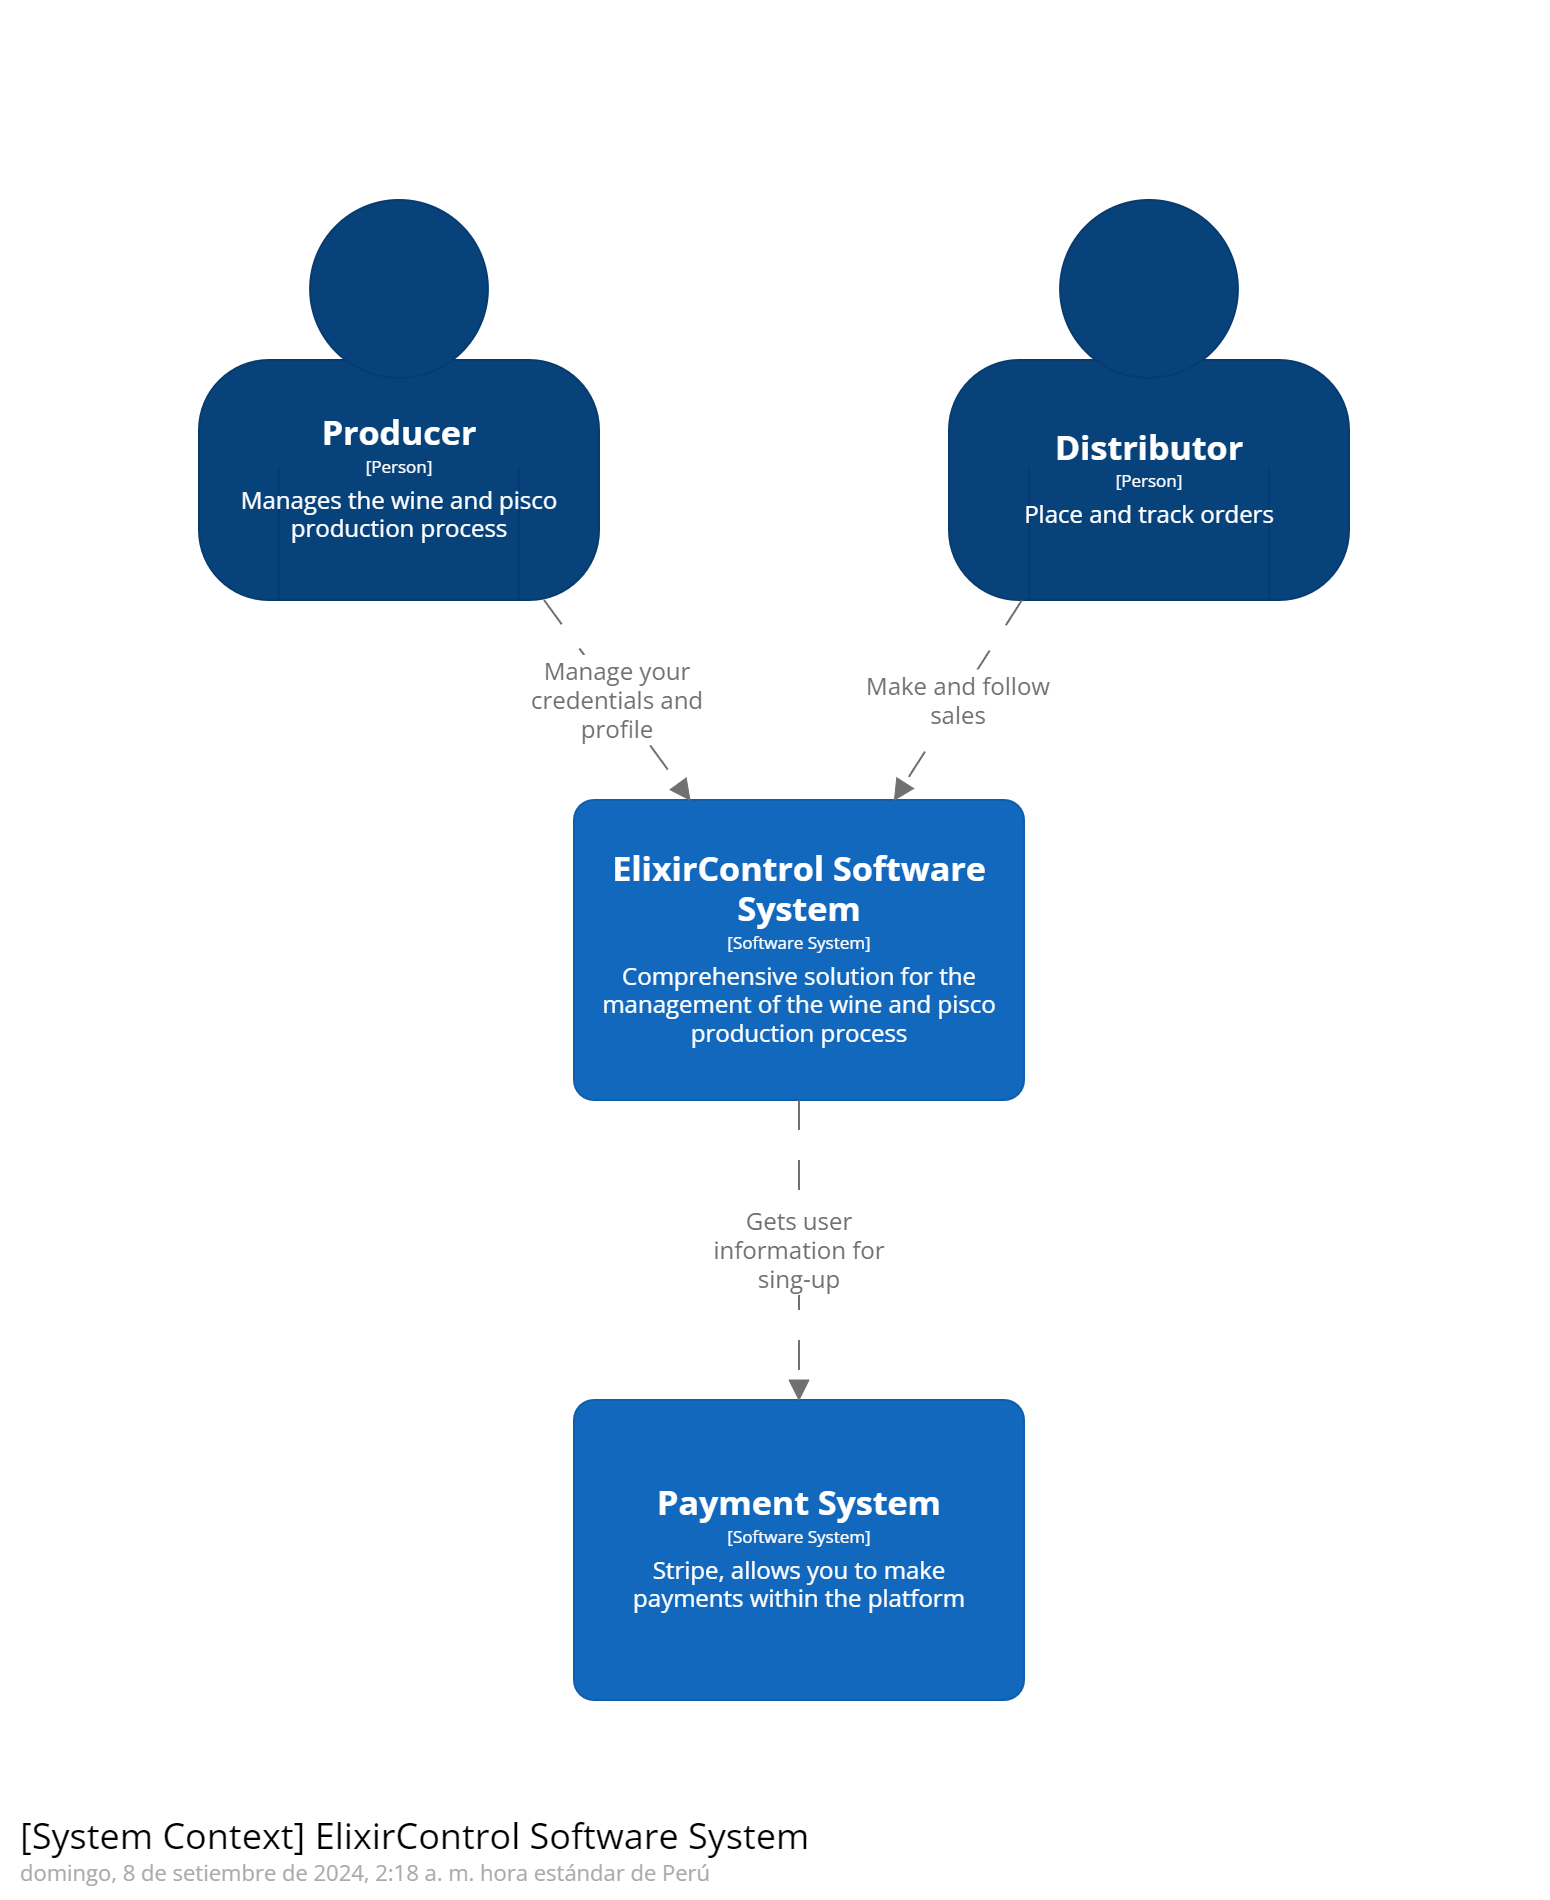 Producer
[Person]
Manages the wine and pisco
production process
Distributor
[Person]
Place and track orders
Manage your
credentials and
profile
Make and follow
sales
ElixirControl Software
System
[Software System]
Comprehensive solution for the
management of the wine and pisco
production process
Gets user
information for
sing-up
Payment System
[Software System]
Stripe, allows you to make
payments within the platform
[System Context] ElixirControl Software System
domingo, 8 de setiembre de 2024, 2:18 a. m. hora estándar de Perú